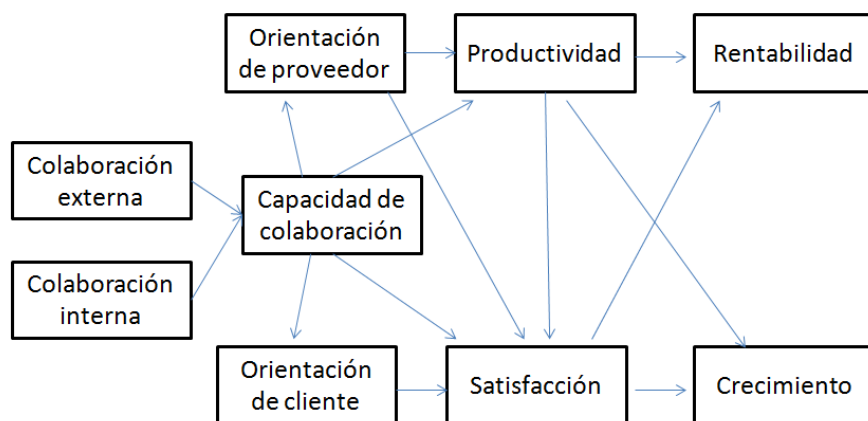 Orientación
de proveedor
Productividad
Rentabilidad
Colaboración
externa
Capacidad de
colaboración
Colaboración
interna
Orientación
de cliente
Satisfacción
Crecimiento